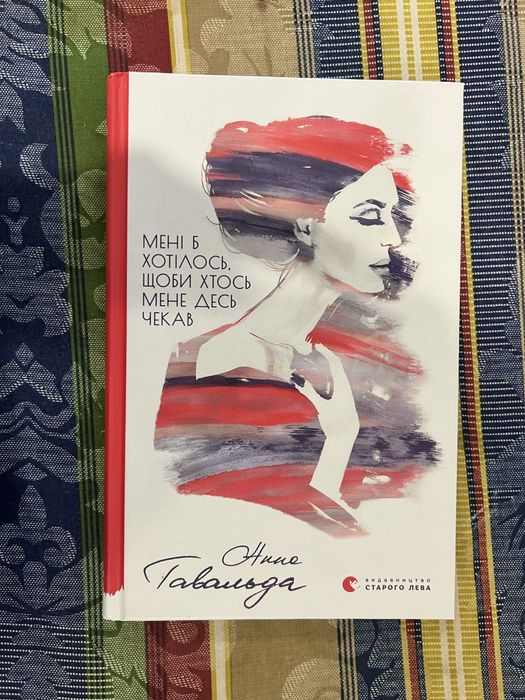 МЕНІ Б
ХОТІЛОСЬ,
ЩОБИ ХТОСЬ
МЕНЕ ДЕСЬ
ЧЕКАВ
Анна
Гавальда
ВИДАВНИЦТВО
СТАРОГО ЛЕВА